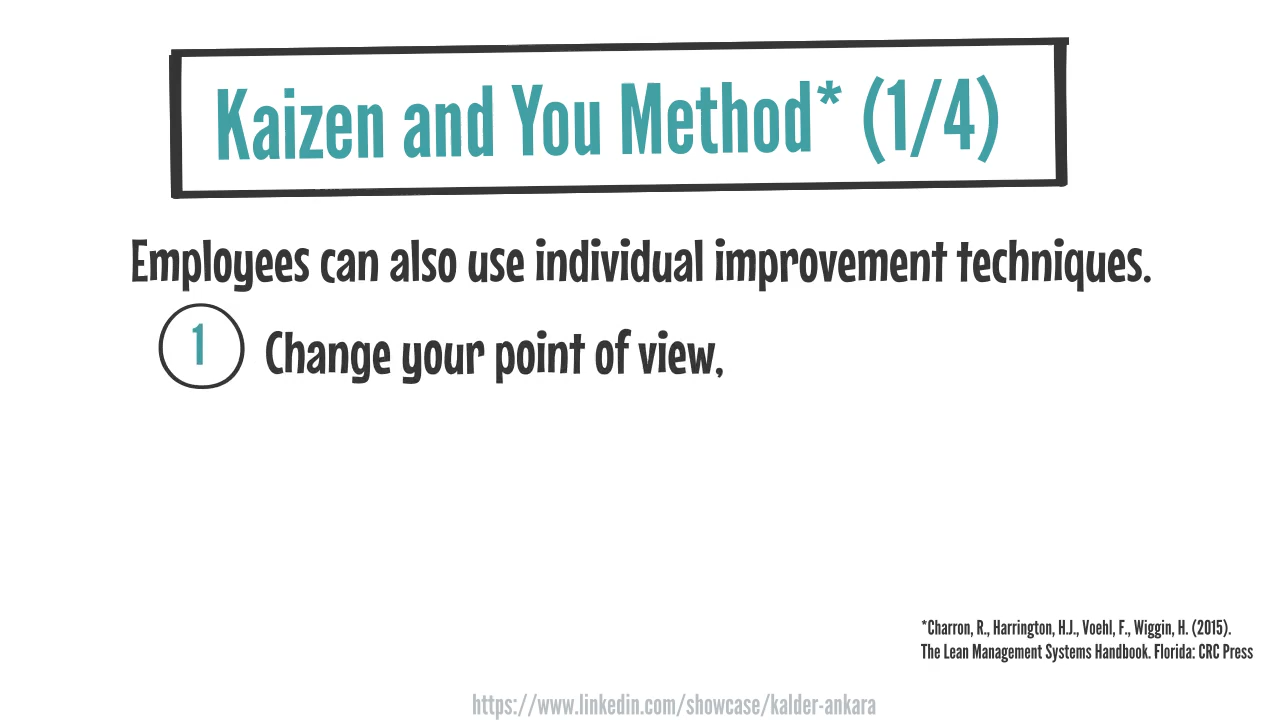 Kaizen and You Method* (1/4)
Employees can also use individual improvement techniques.
1 Change your point of view,
*Charron, R., Harrington, H.J., Voehl, F., Wiggin, H. (2015).
The Lean Management Systems Handbook. Florida: CRC Press
https://www.linkedin.com/showcase/kalder-ankara